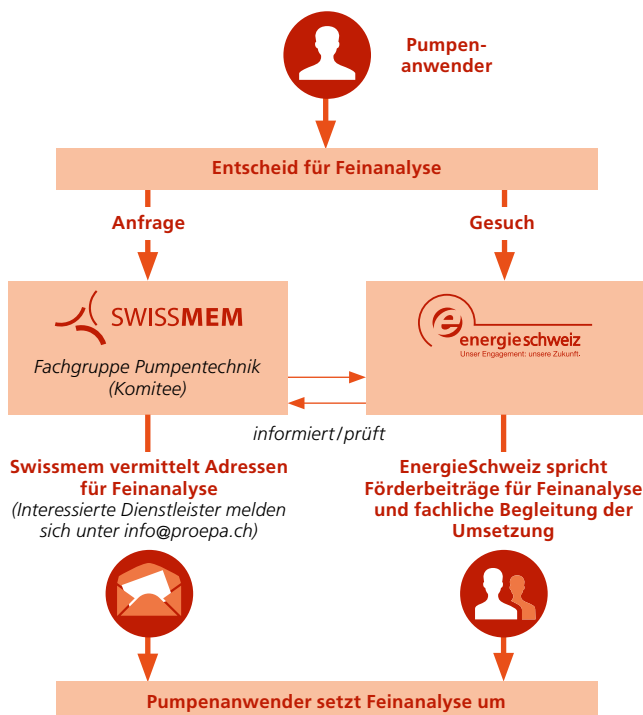 Pumpen-
anwender
Entscheid für Feinanalyse
Anfrage
Gesuch
SWISSMEM
Fachgruppe Pumpentechnik
(Komitee)
energieschweiz
Unser Engagement: unsere Zukunft.
informiert/prüft
Swissmem vermittelt Adressen
für Feinanalyse
(Interessierte Dienstleister melden
sich unter info@proepa.ch)
EnergieSchweiz spricht
Förderbeiträge für Feinanalyse
und fachliche Begleitung der
Umsetzung
Pumpenanwender setzt Feinanalyse um